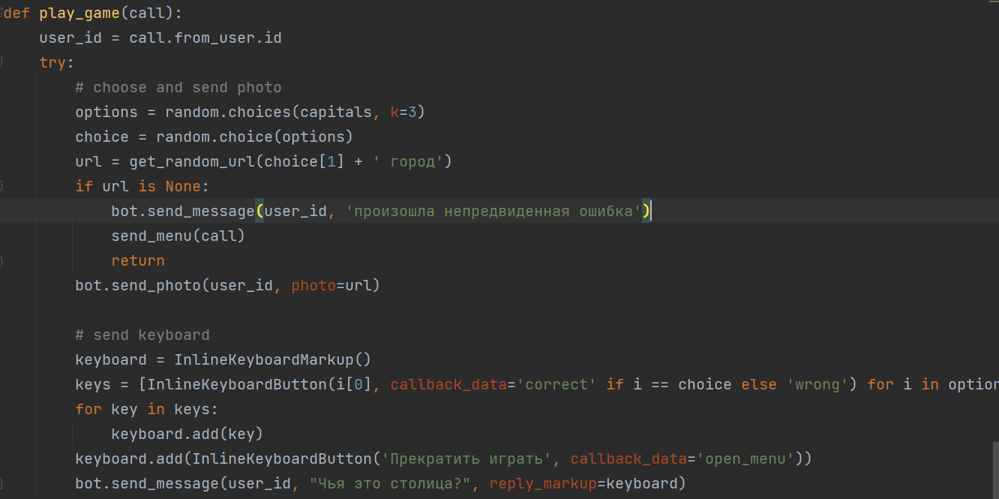 def play_game(call):
    user_id = call.from_user.id
    try:
        # choose and send photo
        options = random.choices(capitals, k=3)
        choice = random.choice(options)
        url = get_random_url(choice[1] + ' город')
        if url is None:
            bot.send_message(user_id, 'произошла непредвиденная ошибка')
            send_menu(call)
            return
        bot.send_photo(user_id, photo=url)

        # send keyboard
        keyboard = InlineKeyboardMarkup()
        keys = [InlineKeyboardButton(i[0], callback_data='correct' if i == choice else 'wrong') for i in option
        for key in keys:
            keyboard.add(key)
        keyboard.add(InlineKeyboardButton('Прекратить играть', callback_data='open_menu'))
        bot.send_message(user_id, "Чья это столица?", reply_markup=keyboard)